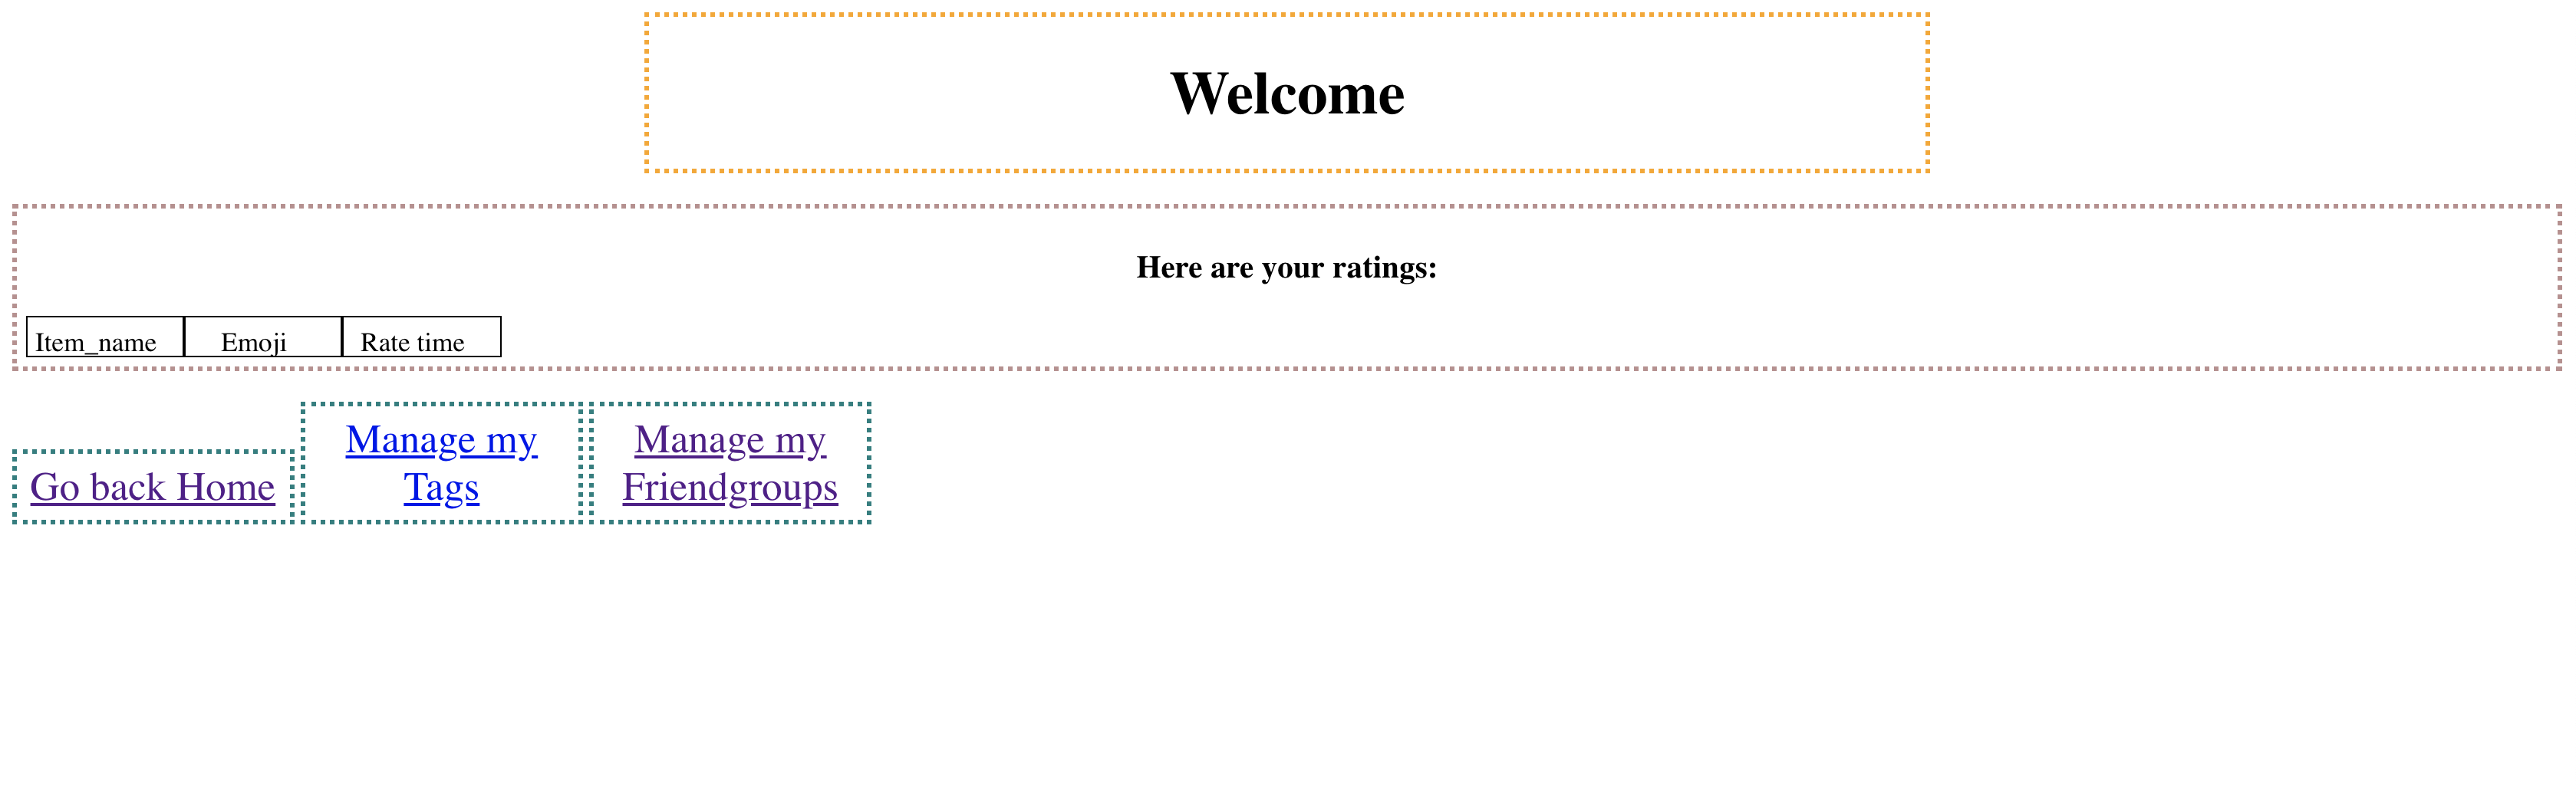 Welcome
Here are your ratings:
Item_name Emoji Rate time
Go back Home
Manage my
Tags
Manage my
Friendgroups